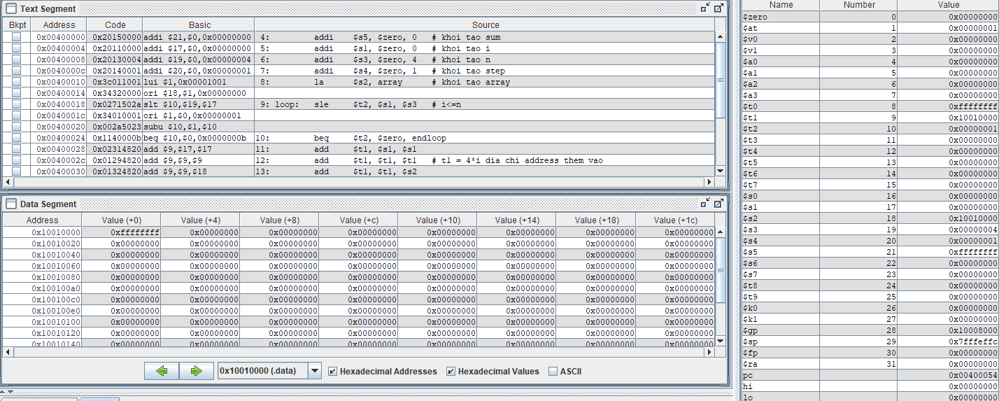 Text Segment
Bkpt Address Code Basic Source
0x00400000 0x20150000 addi $21,$0,0x00000000 4: addi $s5, $zero, 0 # khoi tao sum
0x00400004 0x20110000 addi $17,$0,0x00000000 5: addi $s1, $zero, 0 # khoi tao i
0x00400008 0x20130004 addi $19,$0,0x00000004 6: addi $s3, $zero, 4 # khoi tao n
0x0040000c 0x20140001 addi $20,$0,0x00000001 7: addi $s4, $zero, 1 # khoi tao step
0x00400010 0x3c011001 lui $1,0x00001001 8: la $s2, array # khoi tao array
0x00400014 0x34320000 ori $18,$1,0x00000000
0x00400018 0x0271502a slt $10,$19,$17 9: loop: sle $t2, $s1, $s3 # i<=n
0x0040001c 0x34010001 ori $1,$0,0x00000001
0x00400020 0x002a5023 subu $10,$1,$10
0x00400024 0x1140000b beq $10,$0,0x0000000b 10: beq $t2, $zero, endloop
0x00400028 0x02314820 add $9,$17,$17 11: add $t1, $s1, $s1
0x0040002c 0x01294820 add $9,$9,$9 12: add $t1, $t1, $t1 # t1 = 4*i dia chi address them vao
0x00400030 0x01324820 add $9,$9,$18 13: add $t1, $t1, $s2
Data Segment
Address Value (+0) Value (+4) Value (+8) Value (+c) Value (+10) Value (+14) Value (+18) Value (+1c)
0x10010000 0xffffffff 0x00000000 0x00000000 0x00000000 0x00000000 0x00000000 0x00000000 0x00000000
0x10010020 0x00000000 0x00000000 0x00000000 0x00000000 0x00000000 0x00000000 0x00000000 0x00000000
0x10010040 0x00000000 0x00000000 0x00000000 0x00000000 0x00000000 0x00000000 0x00000000 0x00000000
0x10010060 0x00000000 0x00000000 0x00000000 0x00000000 0x00000000 0x00000000 0x00000000 0x00000000
0x10010080 0x00000000 0x00000000 0x00000000 0x00000000 0x00000000 0x00000000 0x00000000 0x00000000
0x100100a0 0x00000000 0x00000000 0x00000000 0x00000000 0x00000000 0x00000000 0x00000000 0x00000000
0x100100c0 0x00000000 0x00000000 0x00000000 0x00000000 0x00000000 0x00000000 0x00000000 0x00000000
0x100100e0 0x00000000 0x00000000 0x00000000 0x00000000 0x00000000 0x00000000 0x00000000 0x00000000
0x10010100 0x00000000 0x00000000 0x00000000 0x00000000 0x00000000 0x00000000 0x00000000 0x00000000
0x10010120 0x00000000 0x00000000 0x00000000 0x00000000 0x00000000 0x00000000 0x00000000 0x00000000
0x10010140 0x00000000 0x00000000 0x00000000 0x00000000 0x00000000 0x00000000 0x00000000 0x00000000
0x10010000 (.data) Hexadecimal Addresses Hexadecimal Values ASCII
Name Number Value
$zero 0 0x00000000
$at 1 0x00000001
$v0 2 0x00000000
$v1 3 0x00000000
$a0 4 0x00000000
$a1 5 0x00000000
$a2 6 0x00000000
$a3 7 0x00000000
$t0 8 0xffffffff
$t1 9 0x10010000
$t2 10 0x00000001
$t3 11 0x00000000
$t4 12 0x00000000
$t5 13 0x00000000
$t6 14 0x00000000
$t7 15 0x00000000
$s0 16 0x00000000
$s1 17 0x00000000
$s2 18 0x10010000
$s3 19 0x00000004
$s4 20 0x00000001
$s5 21 0xffffffff
$s6 22 0x00000000
$s7 23 0x00000000
$t8 24 0x00000000
$t9 25 0x00000000
$k0 26 0x00000000
$k1 27 0x00000000
$gp 28 0x10008000
$sp 29 0x7fffeffc
$fp 30 0x00000000
$ra 31 0x00000000
pc 0x00400054
hi 0x00000000
lo 0x00000000